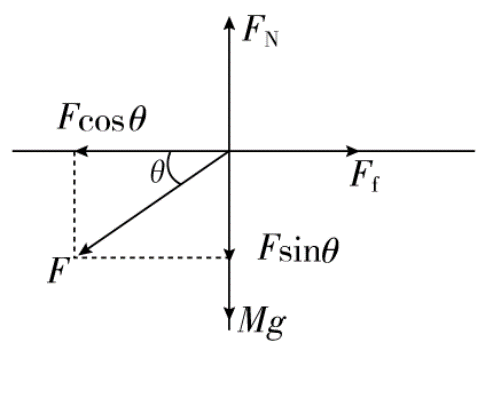 F_N
Fcosθ
θ
F_f
F
Fsinθ
Mg